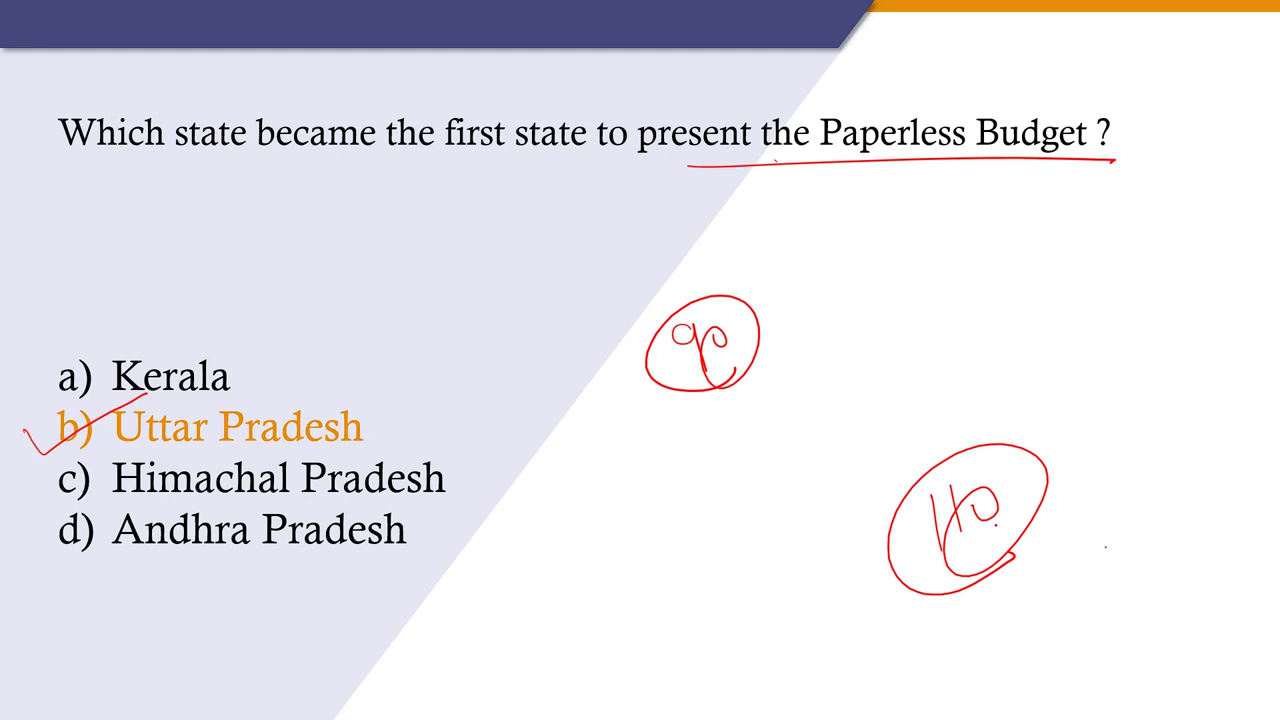 Which state became the first state to present the Paperless Budget ?
a) Kerala
b) Uttar Pradesh
c) Himachal Pradesh
d) Andhra Pradesh